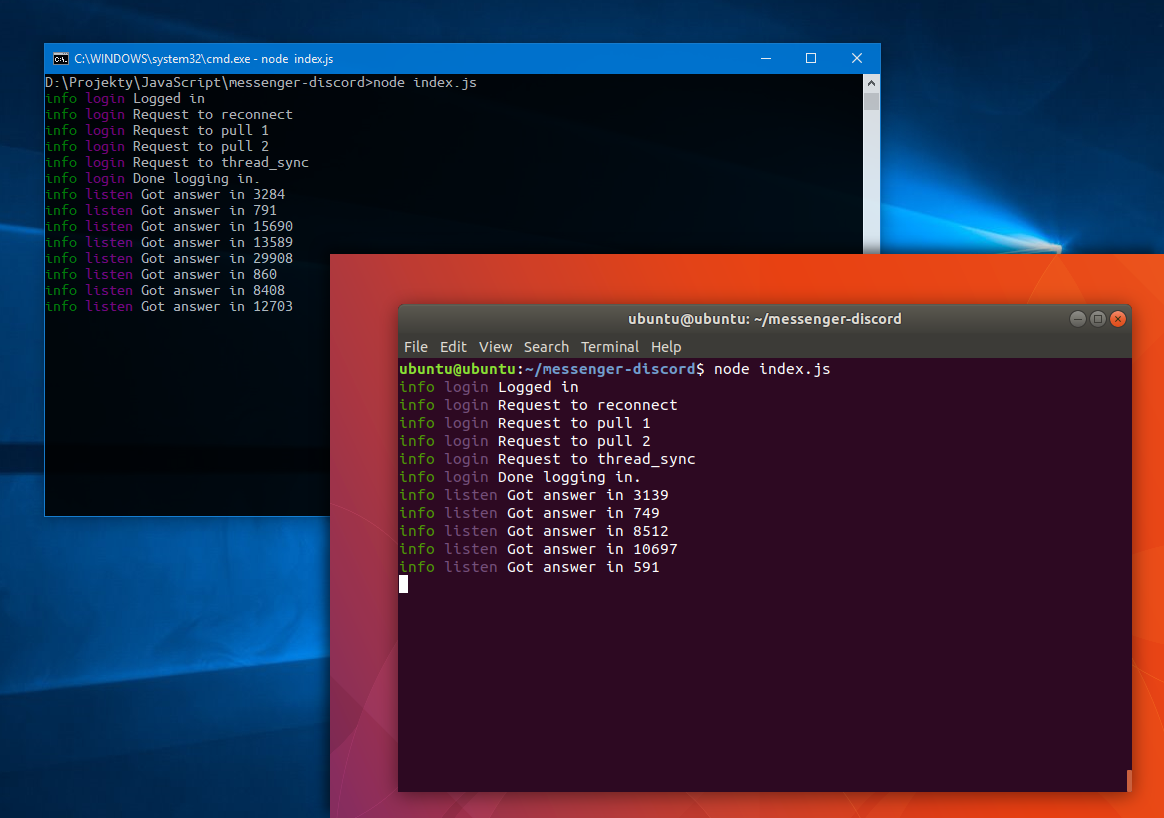 C:\WINDOWS\system32\cmd.exe - node  index.js
D:\Projekty\JavaScript\messenger-discord>node index.js
info login Logged in
info login Request to reconnect
info login Request to pull 1
info login Request to pull 2
info login Request to thread_sync
info login Done logging in.
info listen Got answer in 3284
info listen Got answer in 791
info listen Got answer in 15690
info listen Got answer in 13589
info listen Got answer in 29908
info listen Got answer in 860
info listen Got answer in 8408
info listen Got answer in 12703
ubuntu@ubuntu: ~/messenger-discord
File Edit View Search Terminal Help
ubuntu@ubuntu:~/messenger-discord$ node index.js
info login Logged in
info login Request to reconnect
info login Request to pull 1
info login Request to pull 2
info login Request to thread_sync
info login Done logging in.
info listen Got answer in 3139
info listen Got answer in 749
info listen Got answer in 8512
info listen Got answer in 10697
info listen Got answer in 591